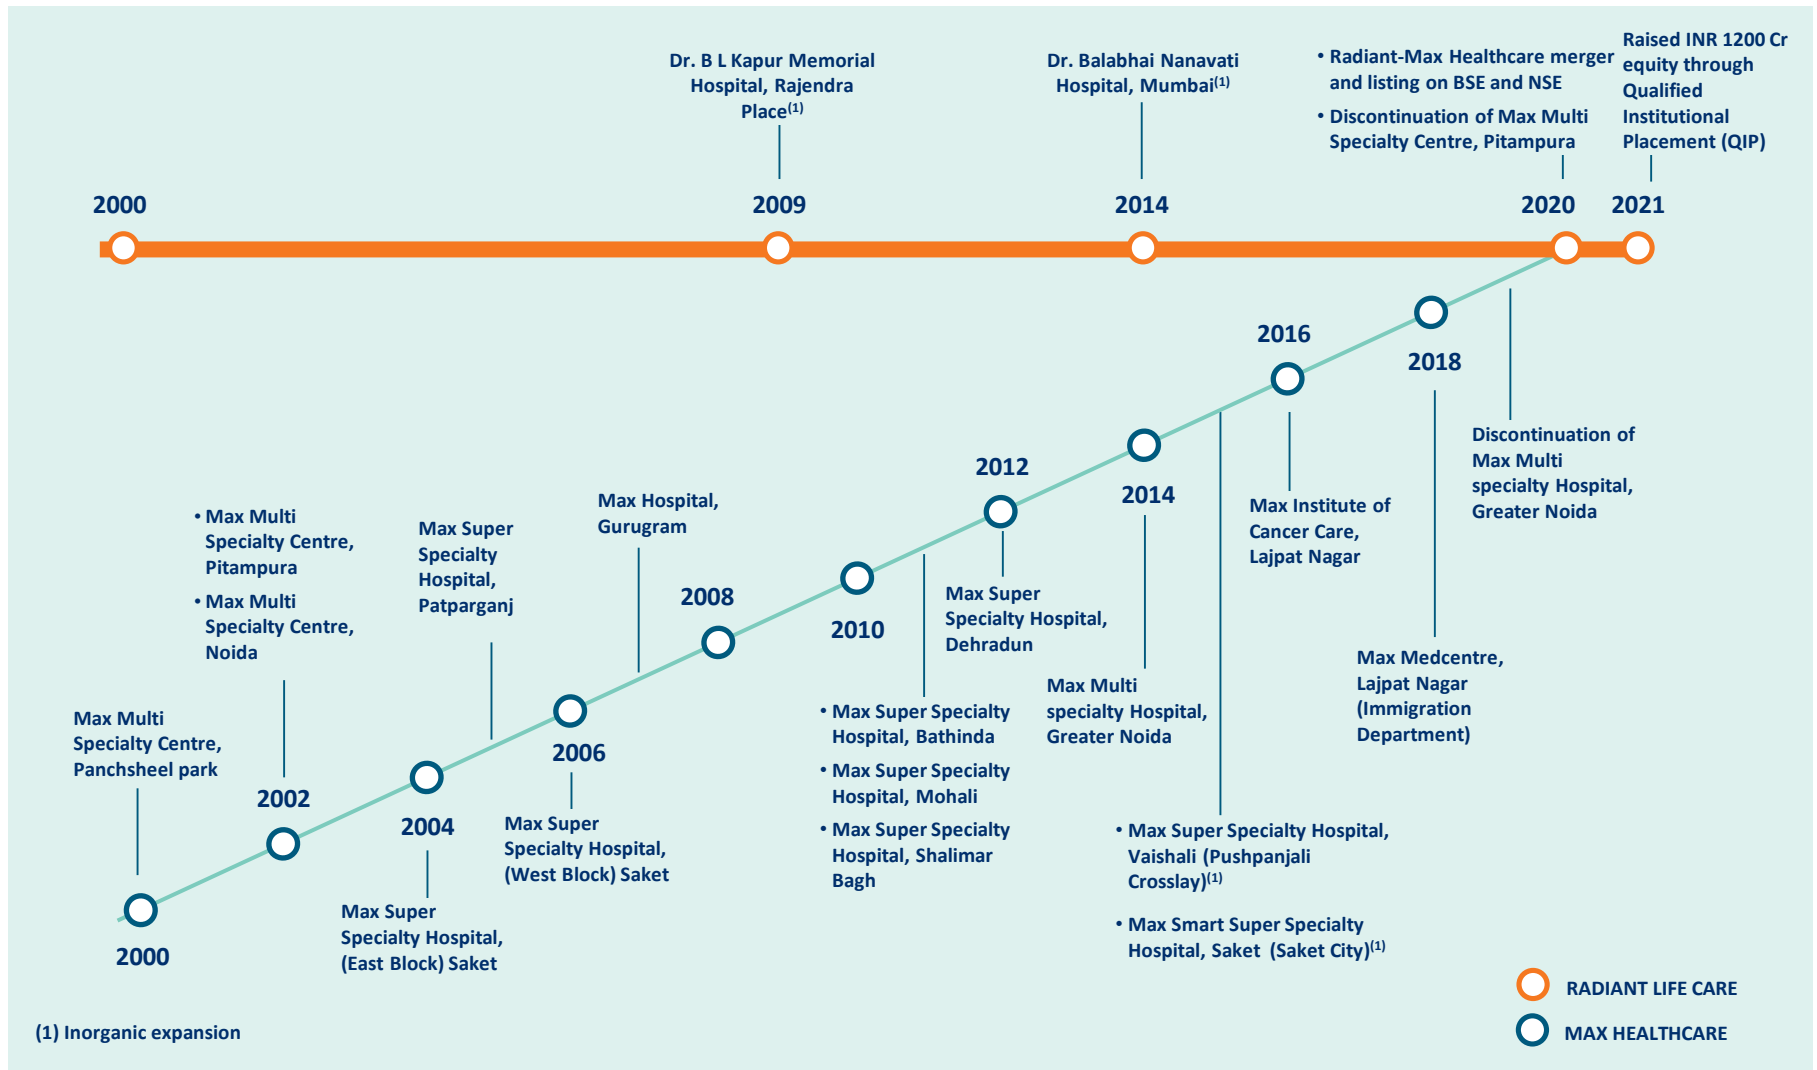 Dr. B L Kapur Memorial
Hospital, Rajendra
Place(1)
Dr. Balabhai Nanavati
Hospital, Mumbai(1)
• Radiant-Max Healthcare merger
and listing on BSE and NSE
• Discontinuation of Max Multi
Specialty Centre, Pitampura
Raised INR 1200 Cr
equity through
Qualified
Institutional
Placement (QIP)
2000
2009
2014
2020
2021
Max Multi
Specialty Centre,
Panchsheel park
2000
• Max Multi
Specialty Centre,
Pitampura
• Max Multi
Specialty Centre,
Noida
2002
2004
Max Super
Specialty Hospital,
(East Block) Saket
Max Super
Specialty
Hospital,
Patparganj
2006
Max Super
Specialty Hospital,
(West Block) Saket
Max Hospital,
Gurugram
2008
2010
• Max Super Specialty
Hospital, Bathinda
• Max Super Specialty
Hospital, Mohali
• Max Super Specialty
Hospital, Shalimar
Bagh
2012
Max Super
Specialty Hospital,
Dehradun
2014
Max Multi
specialty Hospital,
Greater Noida
• Max Super Specialty Hospital,
Vaishali (Pushpanjali
Crosslay)(1)
• Max Smart Super Specialty
Hospital, Saket (Saket City)(1)
2016
Max Institute of
Cancer Care,
Lajpat Nagar
2018
Max Medcentre,
Lajpat Nagar
(Immigration
Department)
Discontinuation of
Max Multi
specialty Hospital,
Greater Noida
RADIANT LIFE CARE
MAX HEALTHCARE
(1) Inorganic expansion